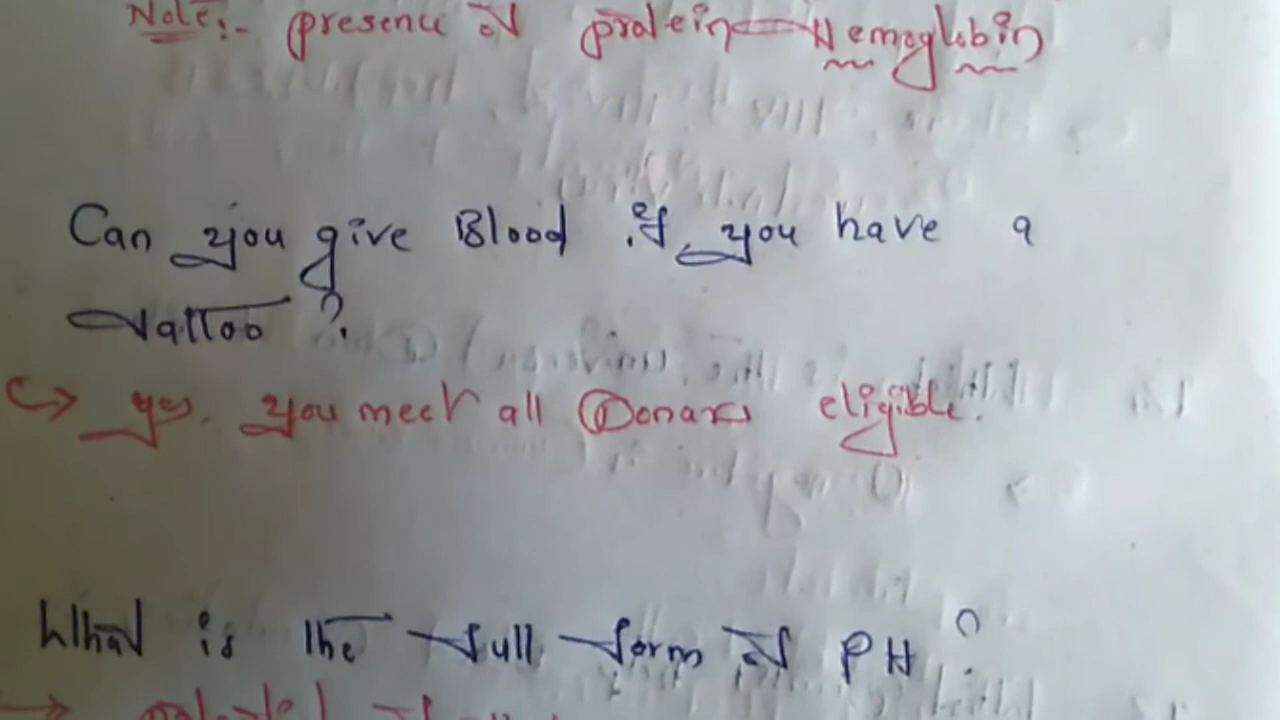 Note:- presence of protein Hemoglobin
Can you give Blood if you have a
Tattoo ?
↳ yes. you meet all Donars eligible.
What is the full form of PH ?
→